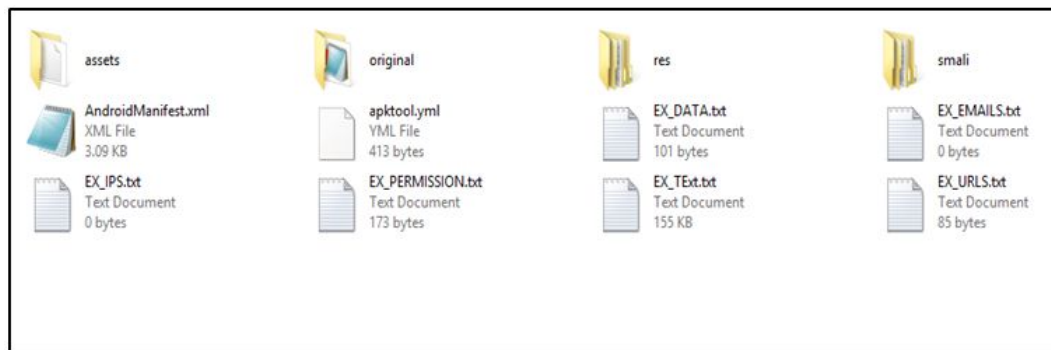 assets
original
res
smali
AndroidManifest.xml
XML File
3.09 KB
apktool.yml
YML File
413 bytes
EX_DATA.txt
Text Document
101 bytes
EX_EMAILS.txt
Text Document
0 bytes
EX_IPS.txt
Text Document
0 bytes
EX_PERMISSION.txt
Text Document
173 bytes
EX_TExt.txt
Text Document
155 KB
EX_URLS.txt
Text Document
85 bytes